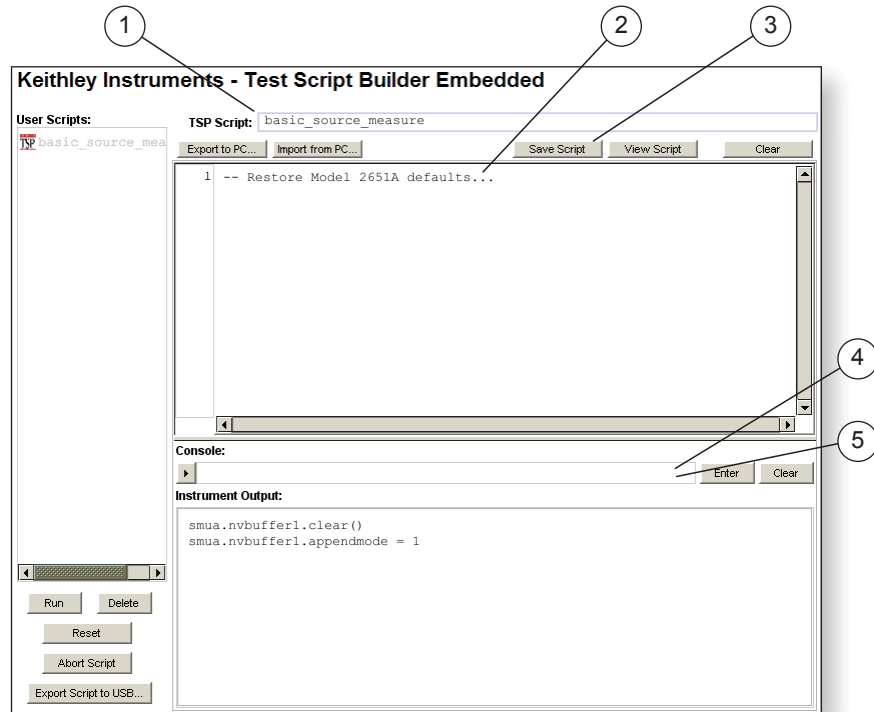 1
2
3
Keithley Instruments - Test Script Builder Embedded
User Scripts:
TSP Script: basic_source_measure
TSP basic_source_mea
Export to PC... Import from PC... Save Script View Script Clear
1 -- Restore Model 2651A defaults...
4
5
Console:
Enter Clear
Instrument Output:
smua.nvbuffer1.clear()
smua.nvbuffer1.appendmode = 1
Run Delete
Reset
Abort Script
Export Script to USB...